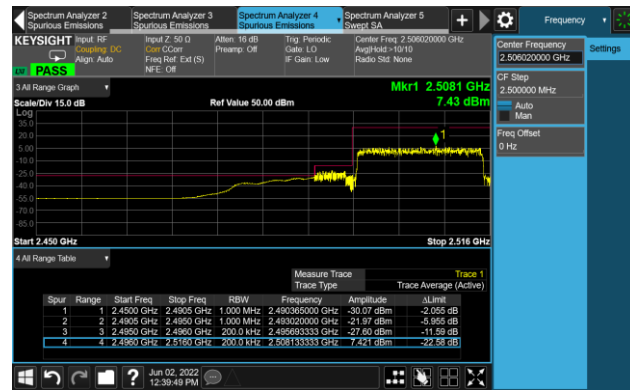 Spectrum Analyzer 2
Spurious Emissions
Spectrum Analyzer 3
Spurious Emissions
Spectrum Analyzer 4
Spurious Emissions
Spectrum Analyzer 5
Swept SA
Frequency
KEYSIGHT
Input: RF
Coupling: DC
Align: Auto
Input Z: 50 Ω
Corr CCorr
Freq Ref: Ext (S)
NFE: Off
Atten: 16 dB
Preamp: Off
Trig: Periodic
Gate: LO
IF Gain: Low
Center Freq: 2.506020000 GHz
Avg|Hold:>10/10
Radio Std: None
PASS
3 All Range Graph
Scale/Div 15.0 dB
Ref Value 50.00 dBm
Mkr1 2.5081 GHz
7.43 dBm
Log
35.0
20.0
5.00
-10.0
-25.0
-40.0
-55.0
-70.0
-85.0
1
Start 2.450 GHz
Stop 2.516 GHz
4 All Range Table
Measure Trace
Trace 1
Trace Type
Trace Average (Active)
Spur Range Start Freq Stop Freq RBW Frequency Amplitude ΔLimit
1 1 2.4500 GHz 2.4905 GHz 1.000 MHz 2.490365000 GHz -30.07 dBm -2.055 dB
2 2 2.4905 GHz 2.4950 GHz 1.000 MHz 2.493020000 GHz -21.97 dBm -5.955 dB
3 3 2.4950 GHz 2.4960 GHz 200.0 kHz 2.495693333 GHz -27.60 dBm -11.59 dB
4 4 2.4960 GHz 2.5160 GHz 200.0 kHz 2.508133333 GHz 7.421 dBm -22.58 dB
Center Frequency
2.506020000 GHz
Settings
CF Step
2.500000 MHz
Auto
Man
Freq Offset
0 Hz
Jun 02, 2022
12:39:49 PM